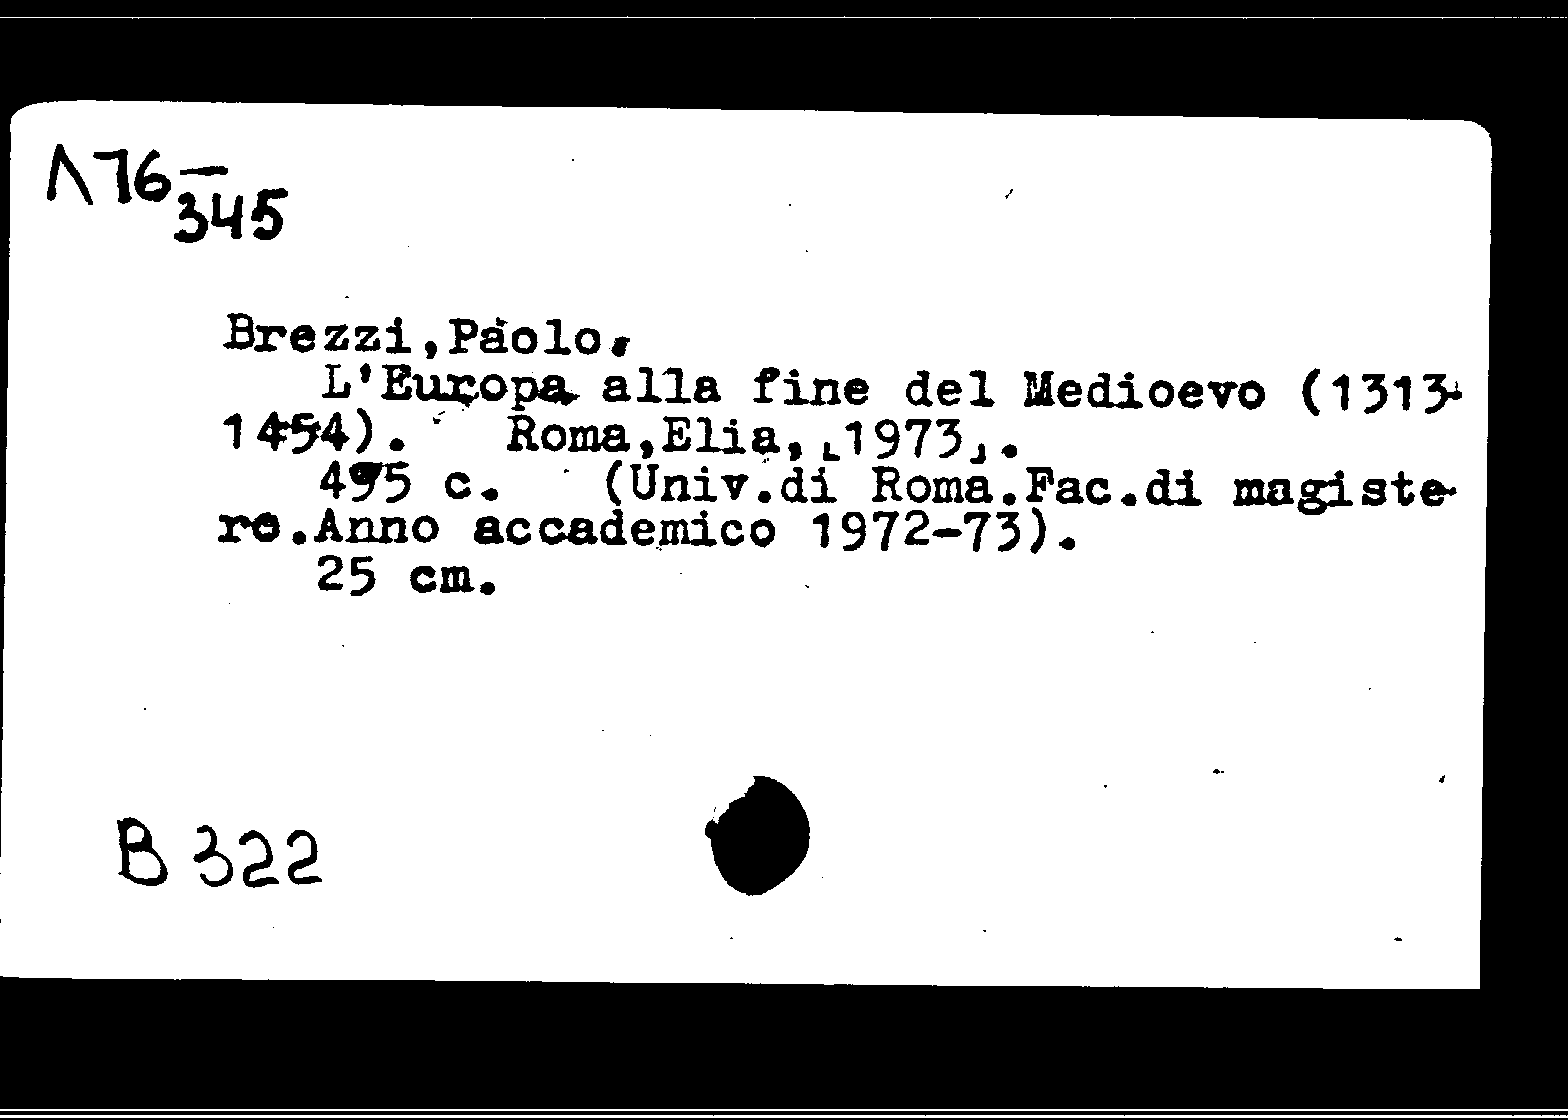 Л76-
345
Brezzi,Paolo.
L'Europa alla fine del Medioevo (1313-
1454). Roma,Elia,[1973].
495 c. (Univ.di Roma.Fac.di magiste-
ro.Anno accademico 1972-73).
25 cm.
B 322